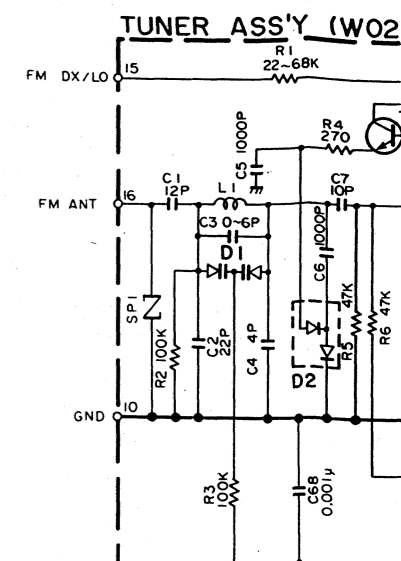 TUNER ASS'Y (W02
R1
22~68K
FM DX/LO 15
R4
270
C5 1000P
C1
12P
L1
C7
10P
FM ANT 16
C3 0~6P
1000P
C6
D1
SP1
R2 100K
C2
22P
C4 4P
47K
R5
R6 47K
D2
GND 10
R3
100K
C68
0.001μ